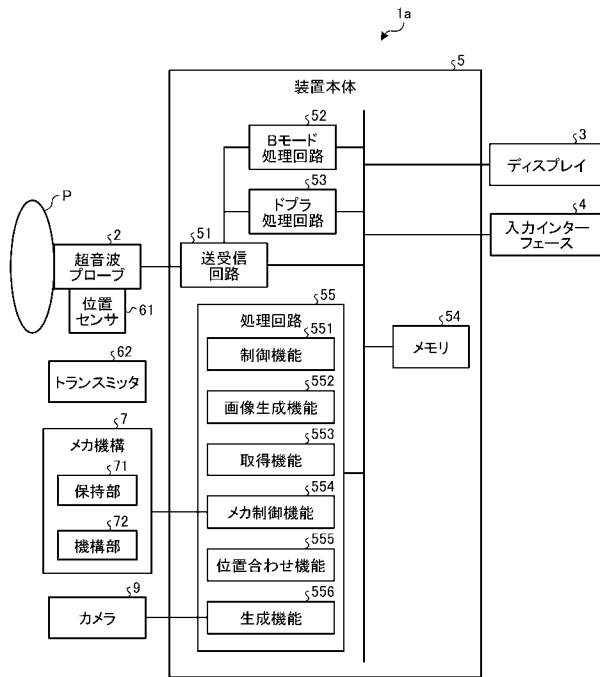 1a
5
装置本体
52
Bモード
処理回路
53
ドプラ
処理回路
51
送受信
回路
P
2
超音波
プローブ
位置
センサ
61
62
トランスミッタ
7
メカ機構
71
保持部
72
機構部
9
カメラ
55
処理回路
551
制御機能
552
画像生成機能
553
取得機能
554
メカ制御機能
555
位置合わせ機能
556
生成機能
54
メモリ
3
ディスプレイ
4
入力インター
フェース